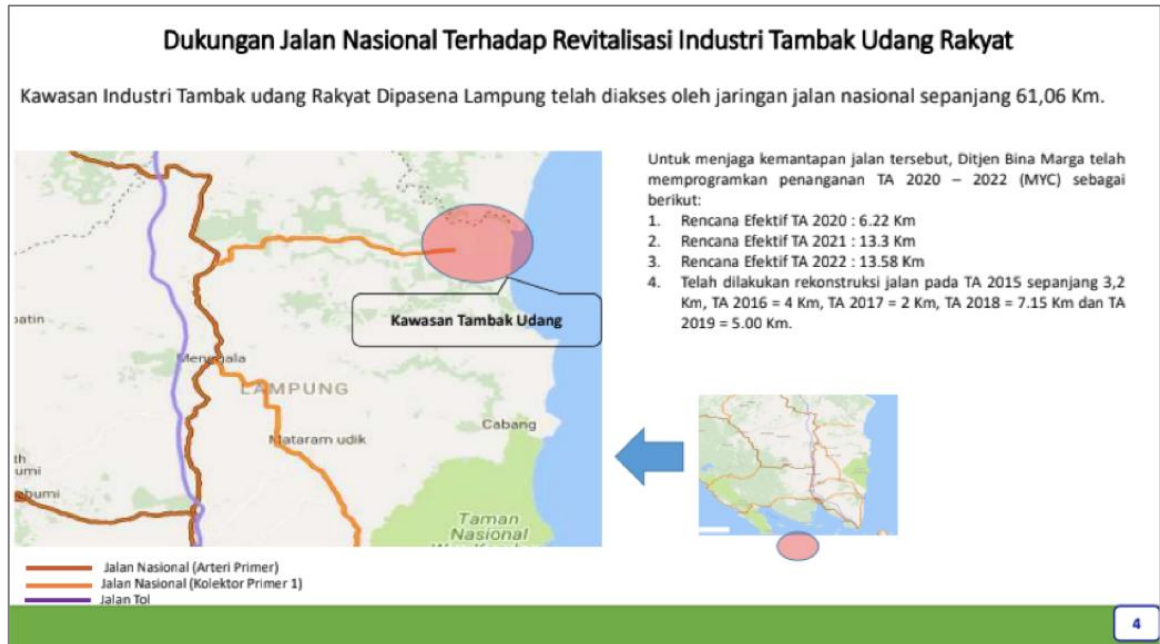 Dukungan Jalan Nasional Terhadap Revitalisasi Industri Tambak Udang Rakyat
Kawasan Industri Tambak udang Rakyat Dipasena Lampung telah diakses oleh jaringan jalan nasional sepanjang 61,06 Km.
Untuk menjaga kemantapan jalan tersebut, Ditjen Bina Marga telah
memprogramkan penanganan TA 2020 – 2022 (MYC) sebagai
berikut:
1. Rencana Efektif TA 2020 : 6.22 Km
2. Rencana Efektif TA 2021 : 13.3 Km
3. Rencana Efektif TA 2022 : 13.58 Km
4. Telah dilakukan rekonstruksi jalan pada TA 2015 sepanjang 3,2
Km, TA 2016 = 4 Km, TA 2017 = 2 Km, TA 2018 = 7.15 Km dan TA
2019 = 5.00 Km.
Kawasan Tambak Udang
patin
LAMPUNG
Mataram udik
Cabang
umi
bumi
Taman
Nasional
Jalan Nasional (Arteri Primer)
Jalan Nasional (Kolektor Primer 1)
Jalan Tol
4